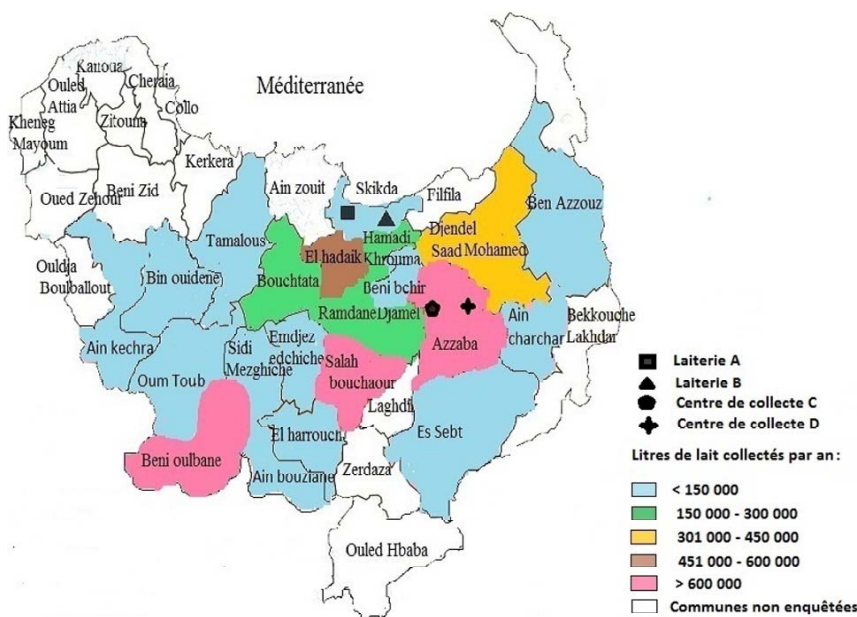 Kanoua
Ouled
Attia
Cheraia
Collo
Zitouna
Kheneg
Mayoum
Méditerranée
Kerkera
Beni Zid
Oued Zehour
Ain zouit
Skikda
Filfila
Ben Azzouz
Tamalous
Hamadi
Khrouma
Djendel
Saad Mohamed
El hadaik
Ouldja
Boulballout
Bin ouidene
Bouchtata
Beni bchir
Ramdane Djamel
Azzaba
Ain
charchar
Bekkouche
Lakhdar
Ain kechra
Oum Toub
Sidi
Mezghiche
Emdjez
edchiche
Salah
bouchaour
Laghdir
Es Sebt
Beni oulbane
El harrouch
Ain bouziane
Zerdaza
Ouled Hbaba
Laiterie A
Laiterie B
Centre de collecte C
Centre de collecte D
Litres de lait collectés par an :
< 150 000
150 000 - 300 000
301 000 - 450 000
451 000 - 600 000
> 600 000
Communes non enquêtées